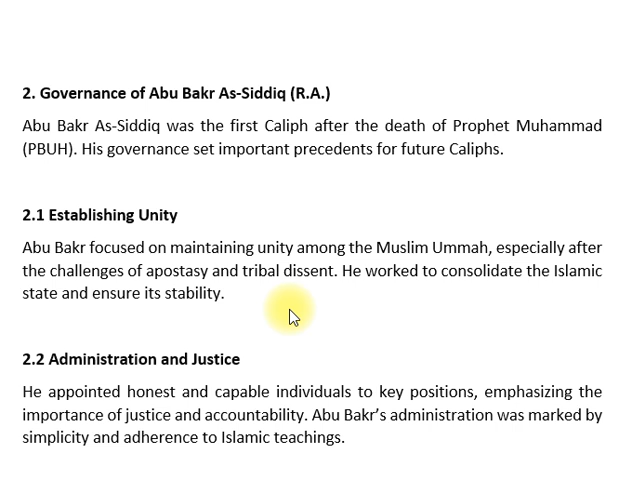 2. Governance of Abu Bakr As-Siddiq (R.A.)
Abu Bakr As-Siddiq was the first Caliph after the death of Prophet Muhammad
(PBUH). His governance set important precedents for future Caliphs.
2.1 Establishing Unity
Abu Bakr focused on maintaining unity among the Muslim Ummah, especially after
the challenges of apostasy and tribal dissent. He worked to consolidate the Islamic
state and ensure its stability.
2.2 Administration and Justice
He appointed honest and capable individuals to key positions, emphasizing the
importance of justice and accountability. Abu Bakr’s administration was marked by
simplicity and adherence to Islamic teachings.